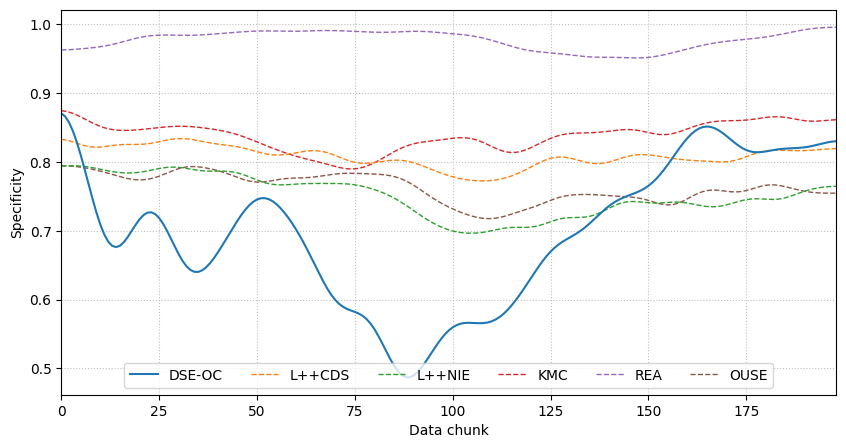 1.0
0.9
0.8
0.7
0.6
0.5
Specificity
DSE-OC L++CDS L++NIE KMC REA OUSE
0 25 50 75 100 125 150 175
Data chunk